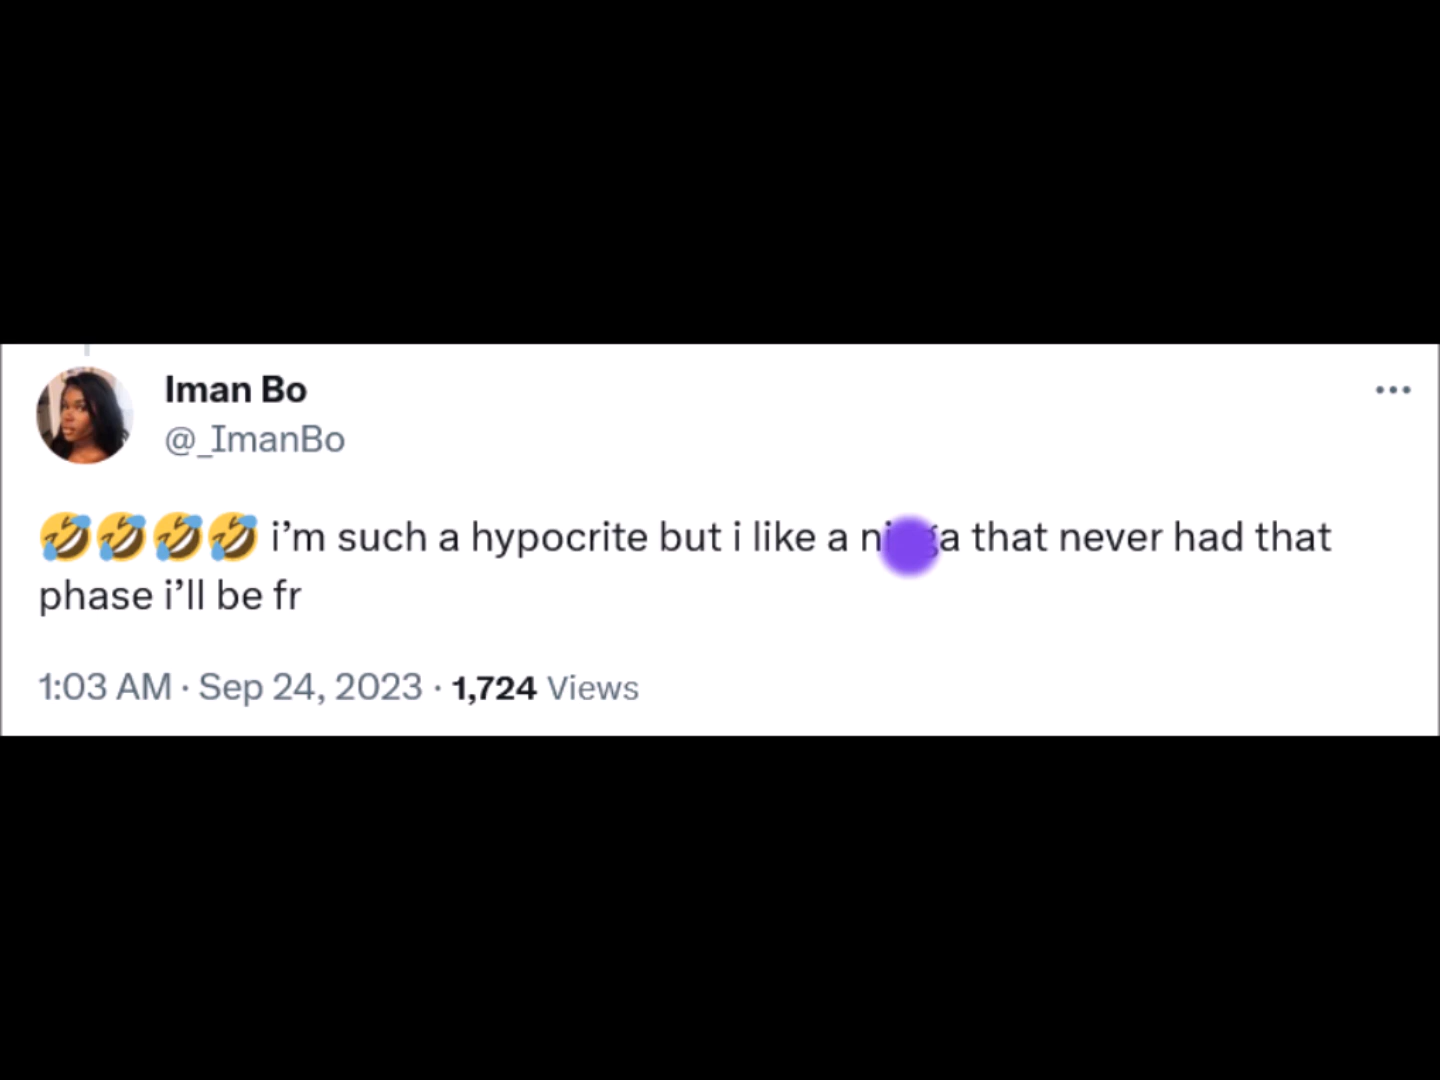 Iman Bo
@_ImanBo
🤣🤣🤣🤣 i’m such a hypocrite but i like a that never had that
phase i’ll be fr
1:03 AM · Sep 24, 2023 · 1,724 Views